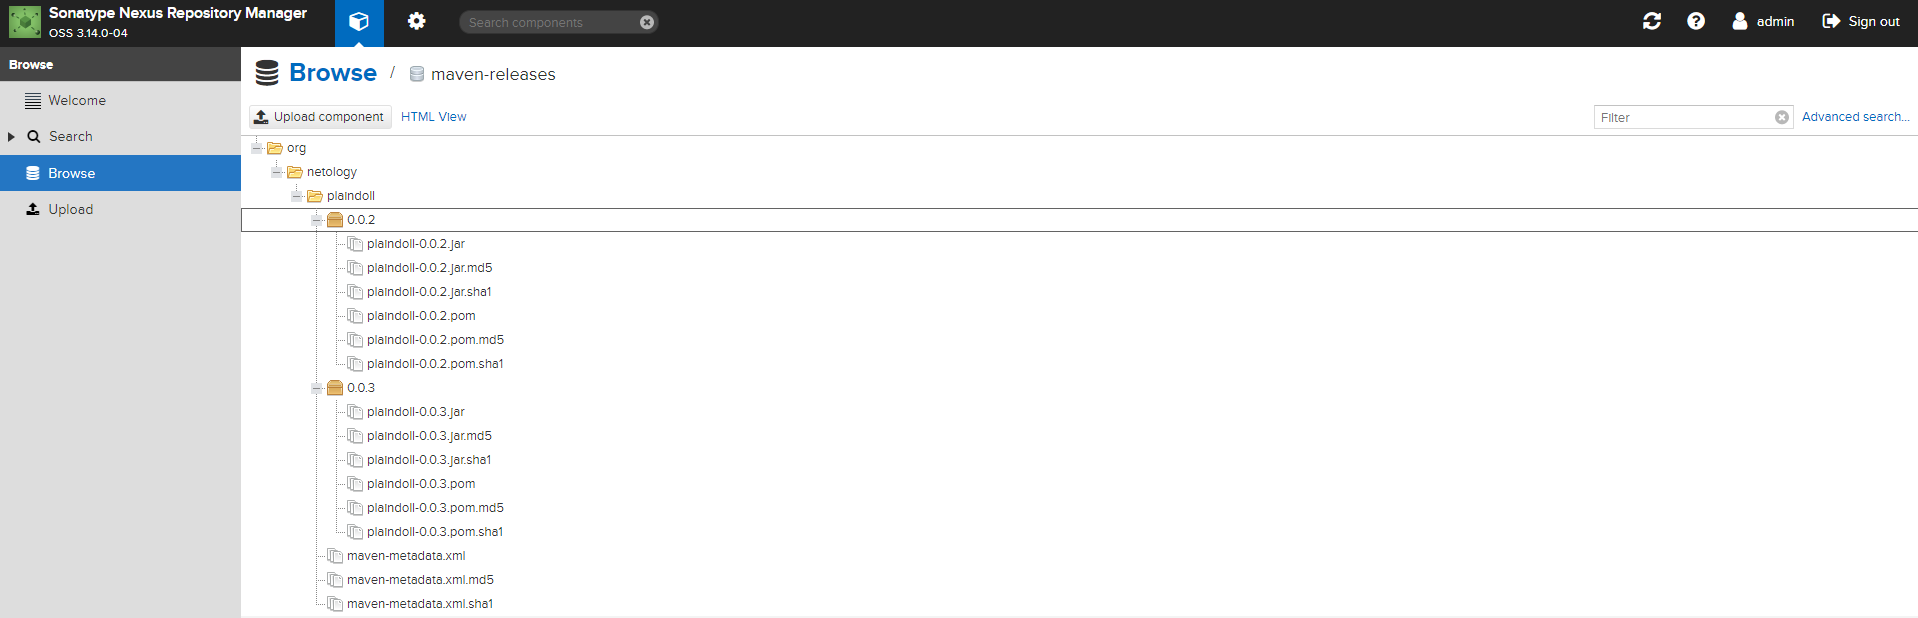 Sonatype Nexus Repository Manager
OSS 3.14.0-04
Search components
admin
Sign out
Browse
Welcome
Search
Browse
Upload
Browse / maven-releases
Upload component
HTML View
Filter
Advanced search...
org
netology
plaindoll
0.0.2
plaindoll-0.0.2.jar
plaindoll-0.0.2.jar.md5
plaindoll-0.0.2.jar.sha1
plaindoll-0.0.2.pom
plaindoll-0.0.2.pom.md5
plaindoll-0.0.2.pom.sha1
0.0.3
plaindoll-0.0.3.jar
plaindoll-0.0.3.jar.md5
plaindoll-0.0.3.jar.sha1
plaindoll-0.0.3.pom
plaindoll-0.0.3.pom.md5
plaindoll-0.0.3.pom.sha1
maven-metadata.xml
maven-metadata.xml.md5
maven-metadata.xml.sha1